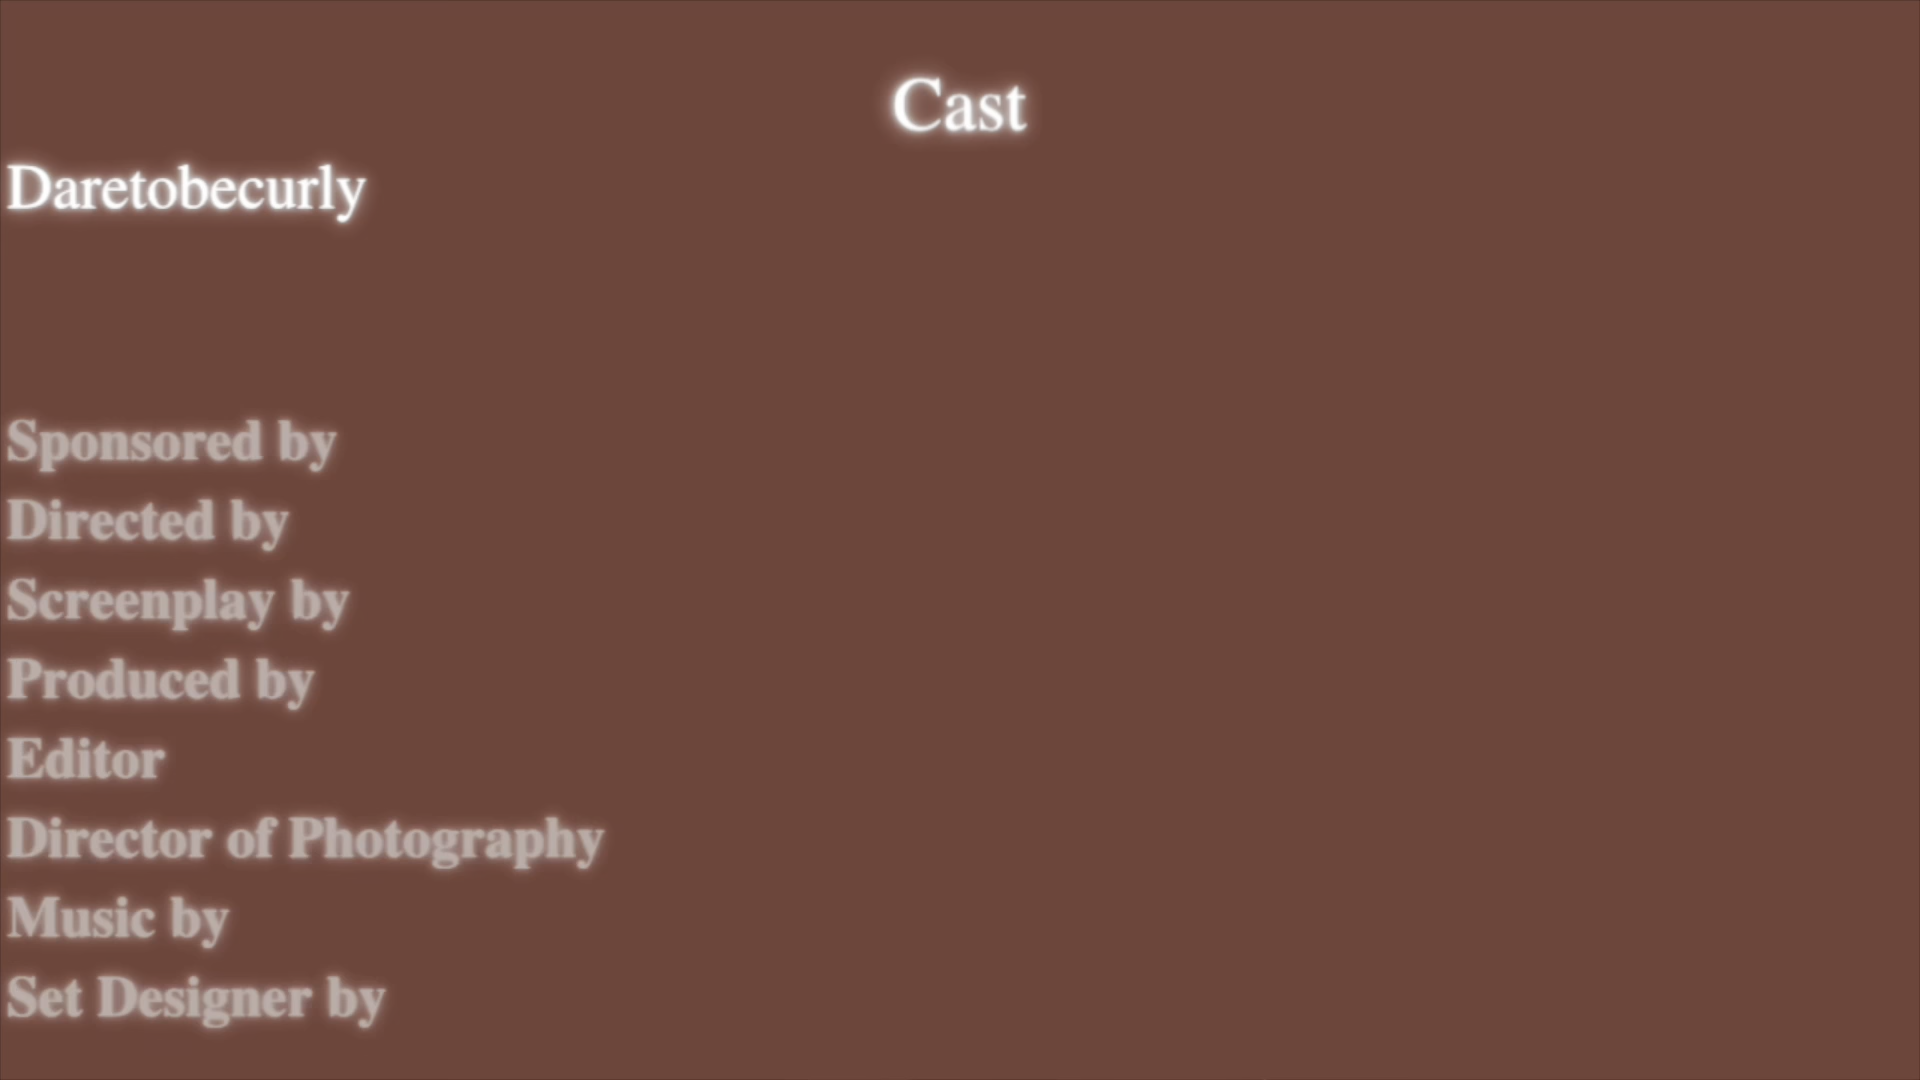 Cast
Daretobecurly
Sponsored by
Directed by
Screenplay by
Produced by
Editor
Director of Photography
Music by
Set Designer by